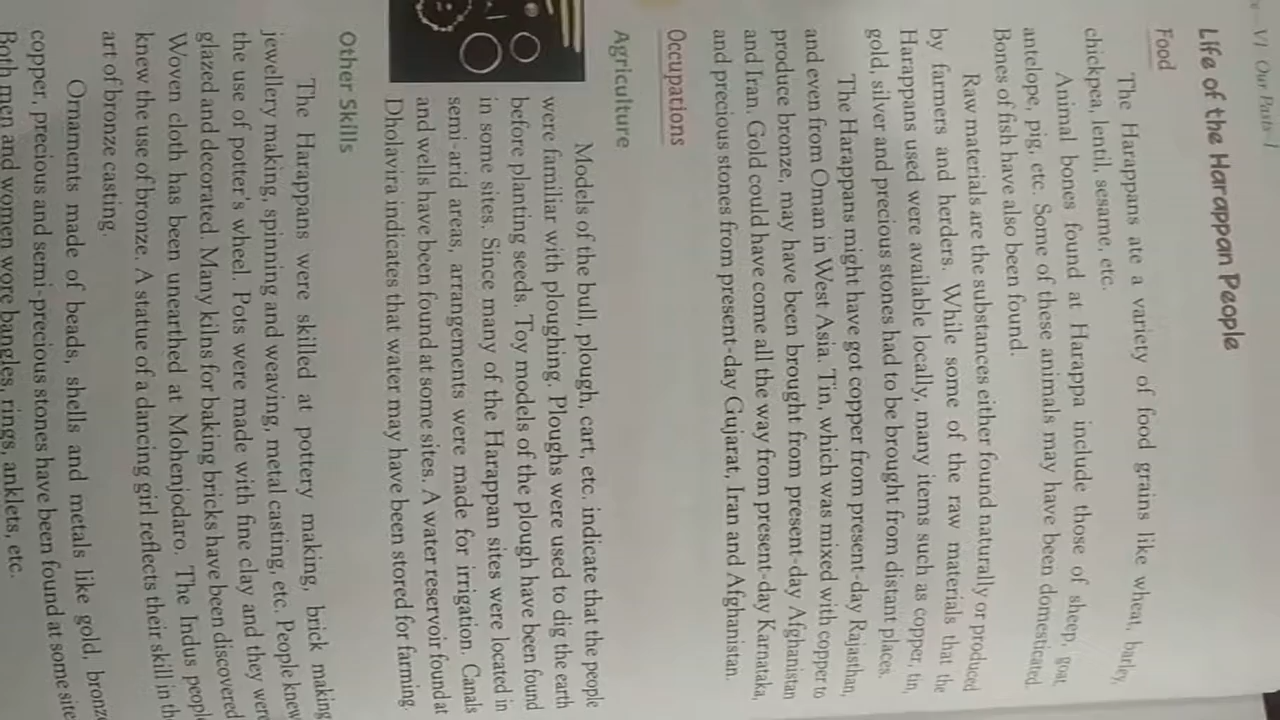 VI Our Pasts-I
Life of the Harappan People
Food
The Harappans ate a variety of food grains like wheat, barley,
chickpea, lentil, sesame, etc.
Animal bones found at Harappa include those of sheep, goat,
antelope, pig, etc. Some of these animals may have been domesticated.
Bones of fish have also been found.
Raw materials are the substances either found naturally or produced
by farmers and herders. While some of the raw materials that the
Harappans used were available locally, many items such as copper, tin,
gold, silver and precious stones had to be brought from distant places.
The Harappans might have got copper from present-day Rajasthan,
and even from Oman in West Asia. Tin, which was mixed with copper to
produce bronze, may have been brought from present-day Afghanistan
and Iran. Gold could have come all the way from present-day Karnataka,
and precious stones from present-day Gujarat, Iran and Afghanistan.
Occupations
Agriculture
Models of the bull, plough, cart, etc. indicate that the people
were familiar with ploughing. Ploughs were used to dig the earth
before planting seeds. Toy models of the plough have been found
in some sites. Since many of the Harappan sites were located in
semi-arid areas, arrangements were made for irrigation. Canals
and wells have been found at some sites. A water reservoir found at
Dholavira indicates that water may have been stored for farming.
Other Skills
The Harappans were skilled at pottery making, brick making
jewellery making, spinning and weaving, metal casting, etc. People knew
the use of potter's wheel. Pots were made with fine clay and they were
glazed and decorated. Many kilns for baking bricks have been discovered
Woven cloth has been unearthed at Mohenjodaro. The Indus peopl
knew the use of bronze. A statue of a dancing girl reflects their skill in th
art of bronze casting.
Ornaments made of beads, shells and metals like gold, bronz
copper, precious and semi-precious stones have been found at some site
Both men and women wore bangles, rings, anklets, etc.